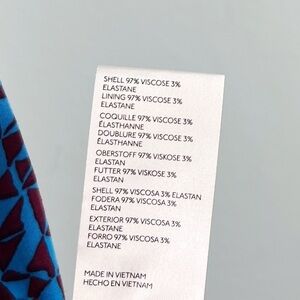 SHELL 97% VISCOSE 3%
ELASTANE
LINING 97% VISCOSE 3%
ELASTANE
COQUILLE 97% VISCOSE 3%
ÉLASTHANNE
DOUBLURE 97% VISCOSE 3%
ÉLASTHANNE
OBERSTOFF 97% VISKOSE 3%
ELASTAN
FUTTER 97% VISKOSE 3%
ELASTAN
SHELL 97% VISCOSA 3% ELASTAN
FODERA 97% VISCOSA 3%
ELASTAN
EXTERIOR 97% VISCOSA 3%
ELASTANE
FORRO 97% VISCOSA 3%
ELASTANE
MADE IN VIETNAM
HECHO EN VIETNAM